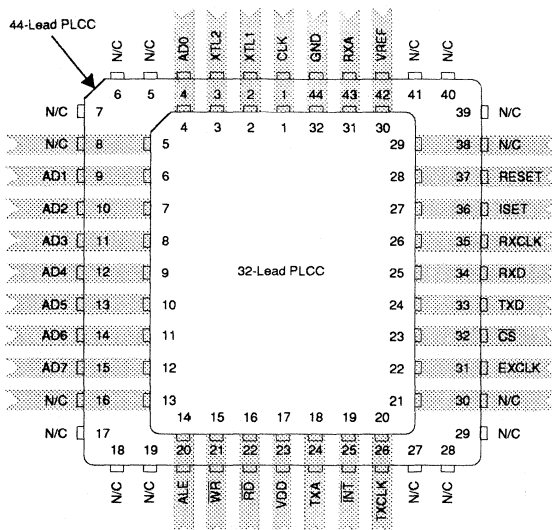 44-Lead PLCC
N/C N/C AD0 XTL2 XTL1 CLK GND RXA VREF N/C N/C
6 5 4 3 2 1 44 43 42 41 40
N/C 7 39 N/C
4 3 2 1 32 31 30
N/C 8 5 29 38 N/C
AD1 9 6 28 37 RESET
AD2 10 7 27 36 ISET
AD3 11 8 26 35 RXCLK
AD4 12 9 32-Lead PLCC 25 34 RXD
AD5 13 10 24 33 TXD
AD6 14 11 23 32 C̅S̅
AD7 15 12 22 31 EXCLK
N/C 16 13 21 30 N/C
14 15 16 17 18 19 20
N/C 17 29 N/C
18 19 20 21 22 23 24 25 26 27 28
N/C N/C ALE W̅R̅ R̅D̅ VDD TXA I̅N̅T̅ TXCLK N/C N/C